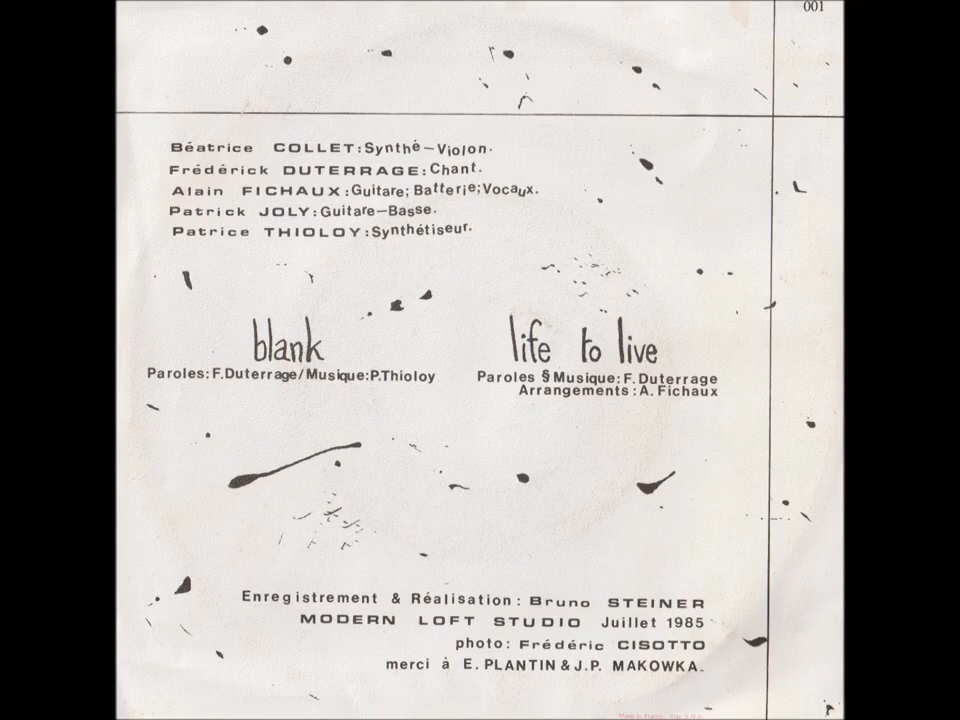 001
Béatrice COLLET:Synthé-Violon.
Frédérick DUTERRAGE:Chant.
Alain FICHAUX:Guitare; Batterie;Vocaux.
Patrick JOLY:Guitare-Basse.
Patrice THIOLOY:Synthétiseur.
blank
Paroles:F.Duterrage/Musique:P.Thioloy
life to live
Paroles § Musique: F. Duterrage
Arrangements :A. Fichaux
Enregistrement & Réalisation : Bruno STEINER
MODERN LOFT STUDIO Juillet 1985
photo: Frédéric CISOTTO
merci à E. PLANTIN & J.P. MAKOWKA.
Made in France